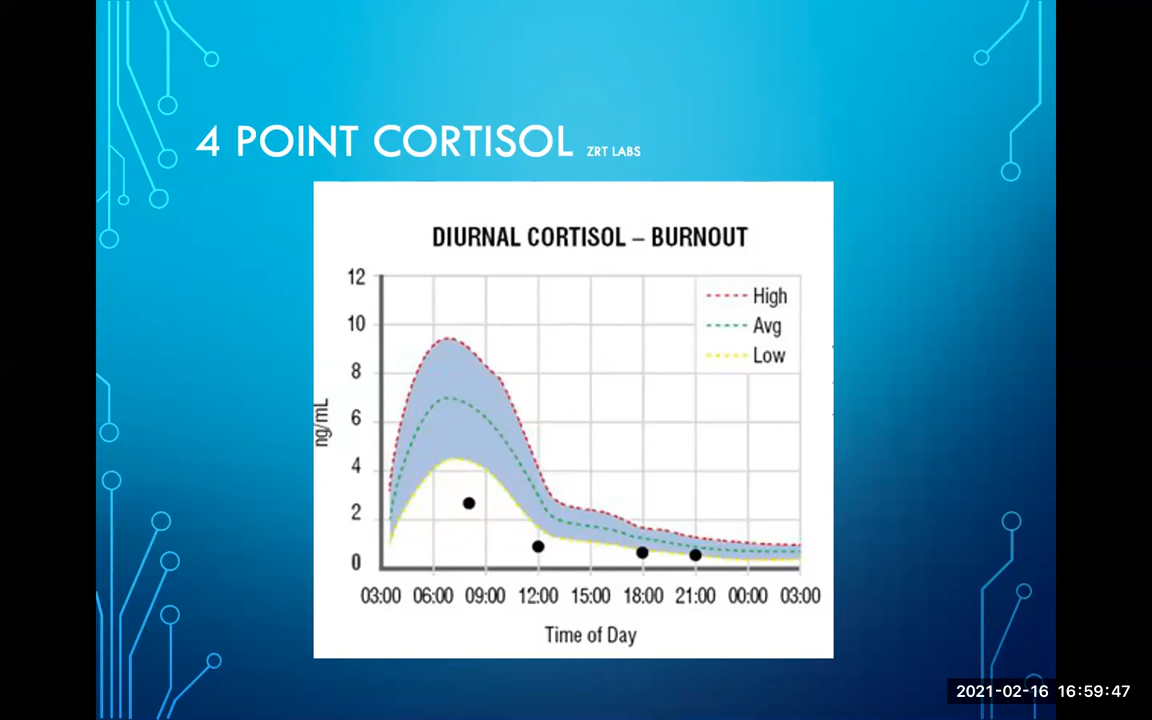 4 POINT CORTISOL ZRT LABS
DIURNAL CORTISOL – BURNOUT
12
10
8
6
4
2
0
ng/mL
High
Avg
Low
03:00 06:00 09:00 12:00 15:00 18:00 21:00 00:00 03:00
Time of Day
2021-02-16 16:59:47